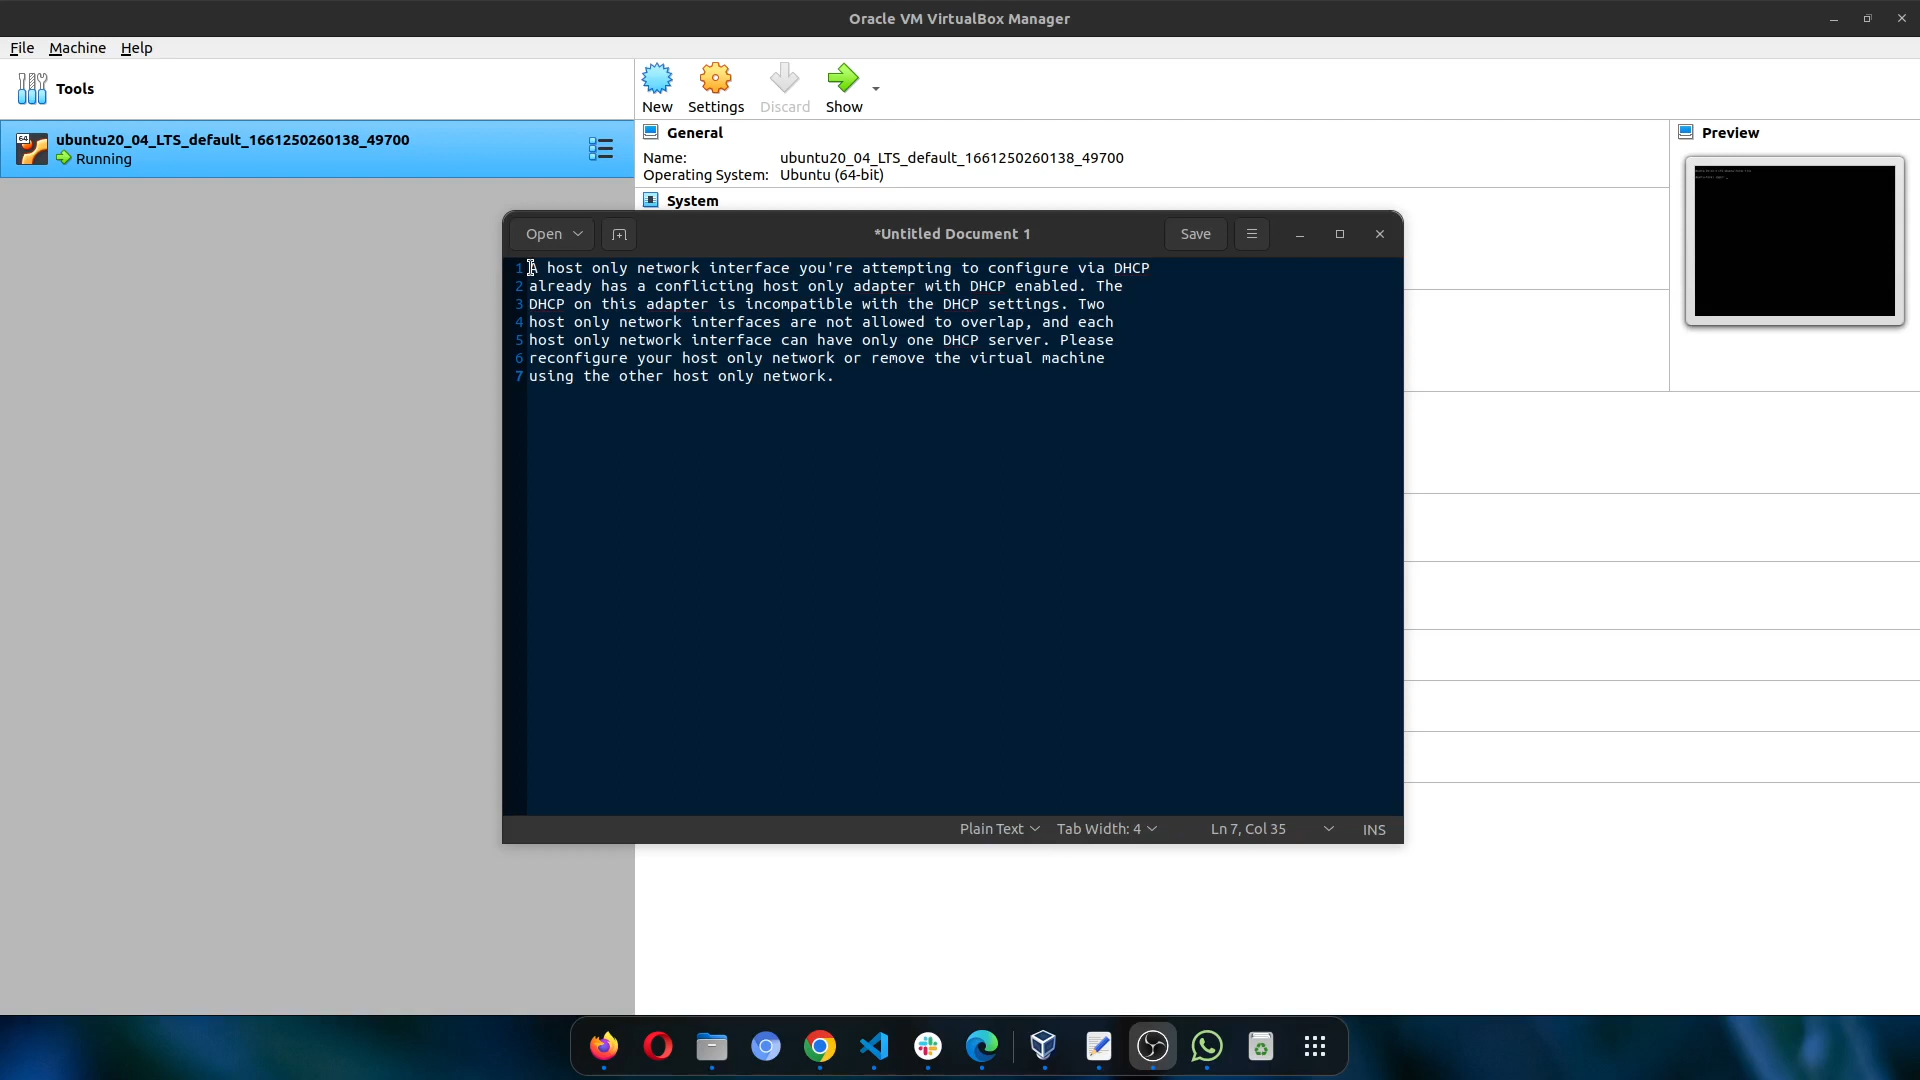 Oracle VM VirtualBox Manager
File Machine Help
Tools
New Settings Discard Show
64
ubuntu20_04_LTS_default_1661250260138_49700
Running
General
Name: ubuntu20_04_LTS_default_1661250260138_49700
Operating System: Ubuntu (64-bit)
System
Preview
Open
*Untitled Document 1
Save
1 A host only network interface you're attempting to configure via DHCP
2 already has a conflicting host only adapter with DHCP enabled. The
3 DHCP on this adapter is incompatible with the DHCP settings. Two
4 host only network interfaces are not allowed to overlap, and each
5 host only network interface can have only one DHCP server. Please
6 reconfigure your host only network or remove the virtual machine
7 using the other host only network.
Plain Text Tab Width: 4 Ln 7, Col 35 INS